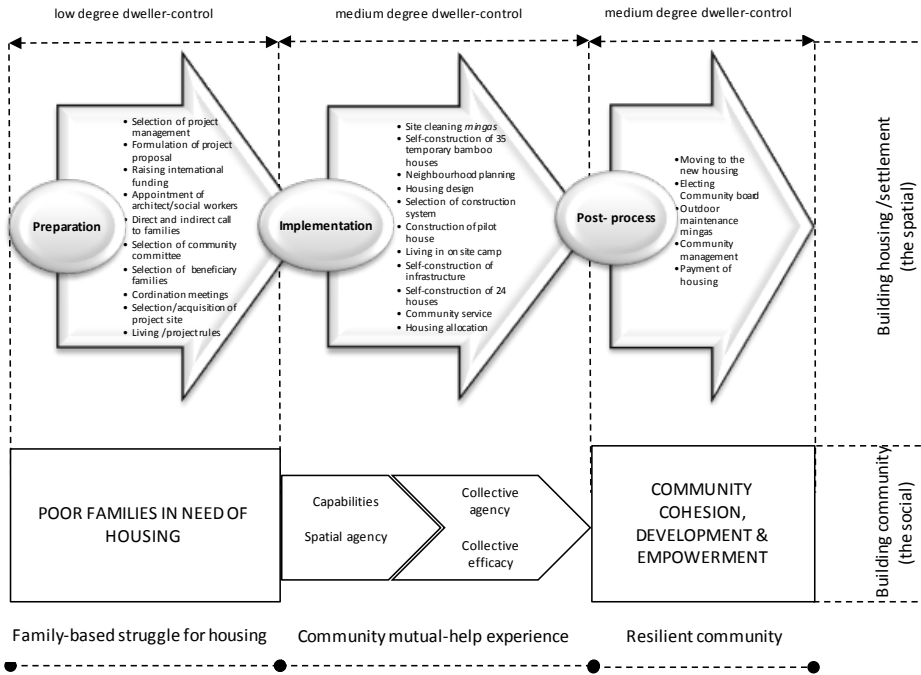 low degree dweller-control
medium degree dweller-control
medium degree dweller-control
Preparation
• Selection of project
management
• Formulation of project
proposal
• Raising international
funding
• Appointment of
architect/social workers
• Direct and indirect call
to families
• Selection of community
committee
• Selection of beneficiary
families
• Cordination meetings
• Selection/acquisition of
project site
• Living /project rules
Implementation
• Site cleaning mingas
• Self-construction of 35
temporary bamboo
houses
• Neighbourhood planning
• Housing design
• Selection of construction
system
• Construction of pilot
house
• Living in on site camp
• Self-construction of
infrastructure
• Self-construction of 24
houses
• Community service
• Housing allocation
Post- process
• Moving to the
new housing
• Electing
Community board
• Outdoor
maintenance
mingas
• Community
management
• Payment of
housing
Building housing /settlement
(the spatial)
POOR FAMILIES IN NEED OF
HOUSING
Capabilities
Spatial agency
Collective
agency
Collective
efficacy
COMMUNITY
COHESION,
DEVELOPMENT &
EMPOWERMENT
Building community
(the social)
Family-based struggle for housing
Community mutual-help experience
Resilient community